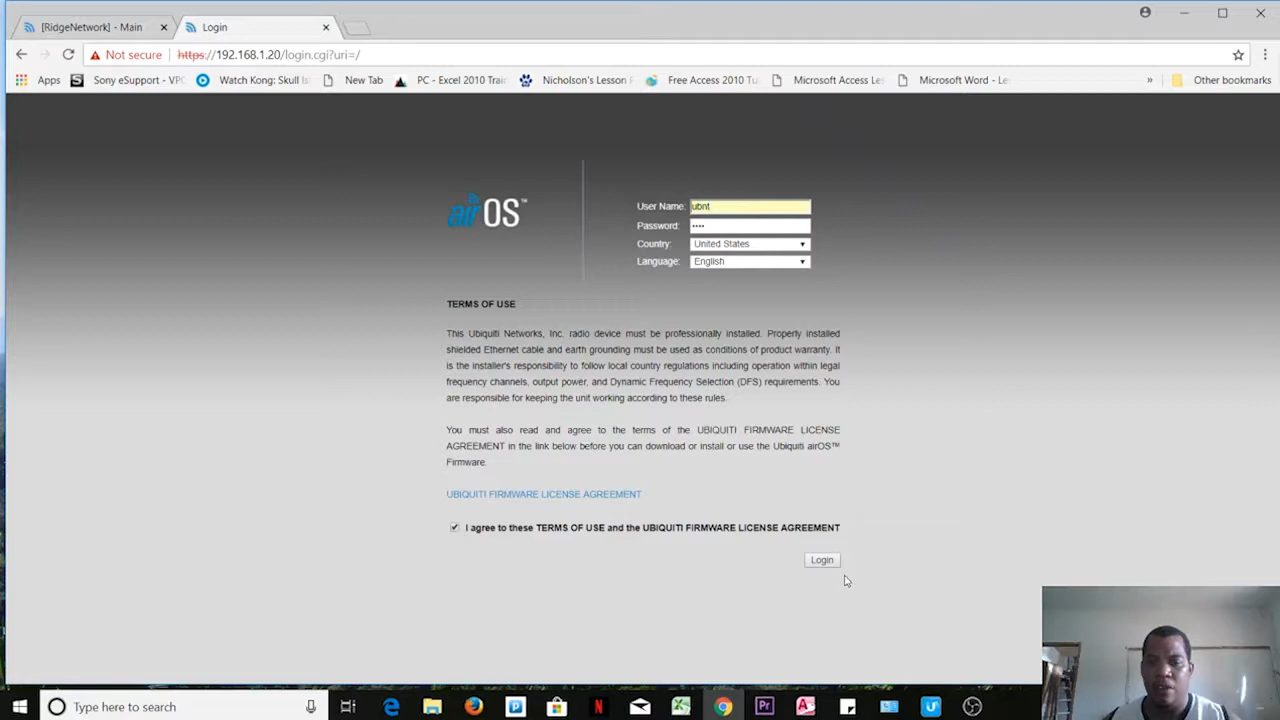 [RidgeNetwork] - Main
Login
Not secure
https://192.168.1.20/login.cgi?uri=/
Apps
Sony eSupport - VPC
Watch Kong: Skull Is
New Tab
PC - Excel 2010 Train
Nicholson's Lesson P
Free Access 2010 Tu
Microsoft Access Les
Microsoft Word - Les
»
Other bookmarks
airOS™
User Name: ubnt
Password: ••••
Country: United States
Language: English
TERMS OF USE
This Ubiquiti Networks, Inc. radio device must be professionally installed. Properly installed
shielded Ethernet cable and earth grounding must be used as conditions of product warranty. It
is the installer's responsibility to follow local country regulations including operation within legal
frequency channels, output power, and Dynamic Frequency Selection (DFS) requirements. You
are responsible for keeping the unit working according to these rules.
You must also read and agree to the terms of the UBIQUITI FIRMWARE LICENSE
AGREEMENT in the link below before you can download or install or use the Ubiquiti airOS™
Firmware.
UBIQUITI FIRMWARE LICENSE AGREEMENT
I agree to these TERMS OF USE and the UBIQUITI FIRMWARE LICENSE AGREEMENT
Login
Type here to search